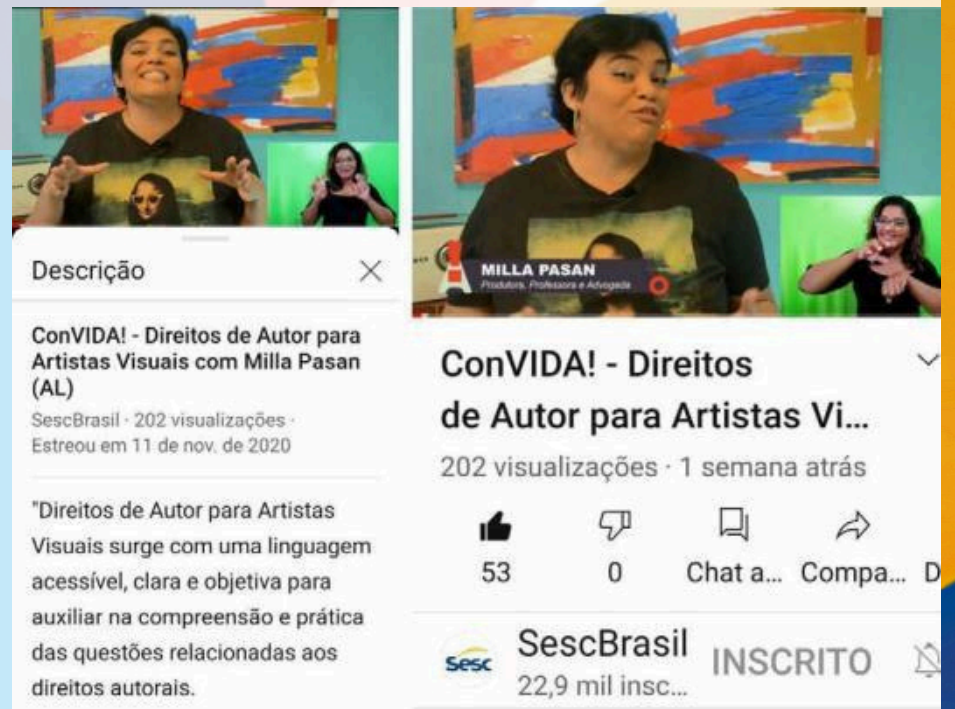 Descrição
ConVIDA! - Direitos de Autor para
Artistas Visuais com Milla Pasan
(AL)
SescBrasil · 202 visualizações ·
Estreou em 11 de nov. de 2020
"Direitos de Autor para Artistas
Visuais surge com uma linguagem
acessível, clara e objetiva para
auxiliar na compreensão e prática
das questões relacionadas aos
direitos autorais.
MILLA PASAN
Produtora, Professora e Advogada
ConVIDA! - Direitos
de Autor para Artistas Vi...
202 visualizações · 1 semana atrás
53 0 Chat a... Compa... D
Sesc
SescBrasil
INSCRITO
22,9 mil insc...